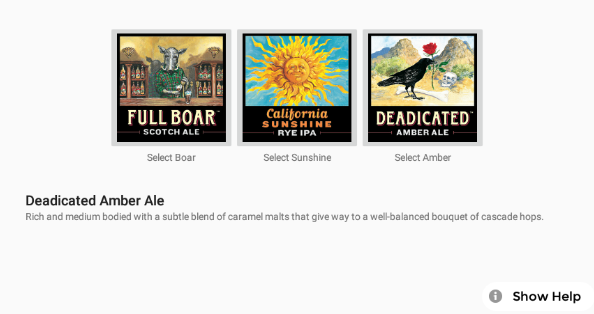 FULL BOAR
SCOTCH ALE
California
SUNSHINE
RYE IPA
DEADICATED
AMBER ALE
Select Boar
Select Sunshine
Select Amber
Deadicated Amber Ale
Rich and medium bodied with a subtle blend of caramel malts that give way to a well-balanced bouquet of cascade hops.
Show Help